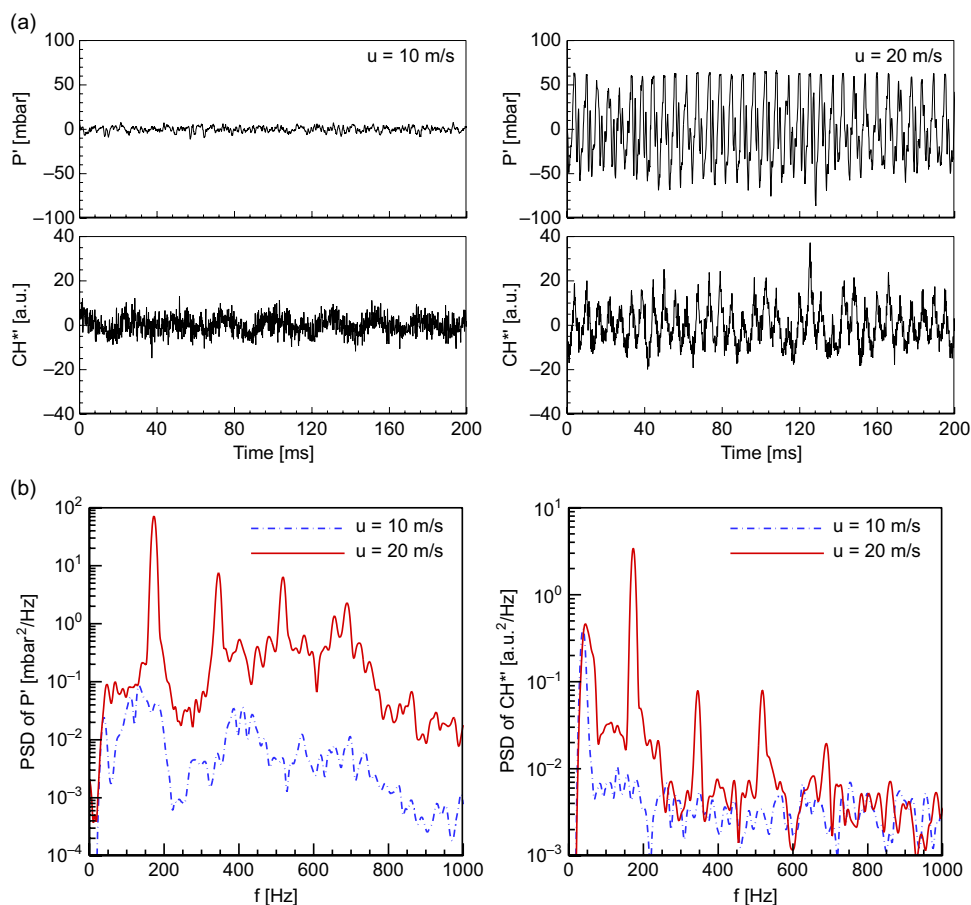 (a)
100
50
0
–50
–100
P' [mbar]
u = 10 m/s
100
50
0
–50
–100
P' [mbar]
u = 20 m/s
40
20
0
–20
–40
CH*' [a.u.]
0 40 80 120 160 200
Time [ms]
40
20
0
–20
–40
CH*' [a.u.]
0 40 80 120 160 200
Time [ms]
(b)
10²
10¹
10⁰
10⁻¹
10⁻²
10⁻³
10⁻⁴
PSD of P' [mbar²/Hz]
u = 10 m/s
u = 20 m/s
0 200 400 600 800 1000
f [Hz]
10¹
10⁰
10⁻¹
10⁻²
10⁻³
PSD of CH*' [a.u.²/Hz]
u = 10 m/s
u = 20 m/s
0 200 400 600 800 1000
f [Hz]